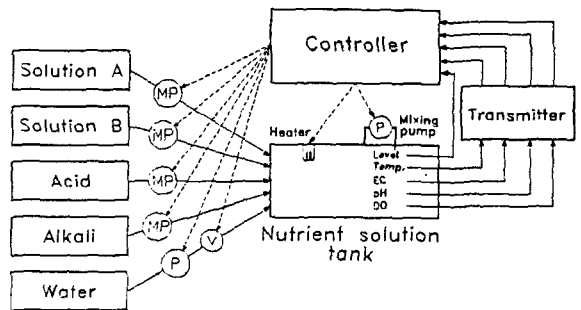 Controller
Solution A
MP
Solution B
MP
Acid
MP
Alkali
MP
Water
P
V
Heater
P
Mixing
pump
Transmitter
Level
Temp.
EC
pH
DO
Nutrient solution
tank